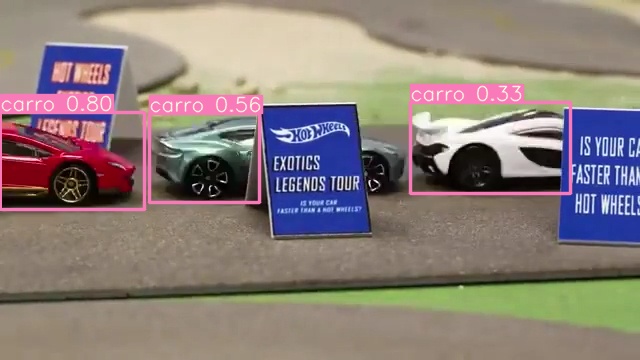 HOT WHEELS
LEGENDS TOUR
carro 0.80
carro 0.56
carro 0.33
HOT WHEELS
EXOTICS
LEGENDS TOUR
IS YOUR CAR
FASTER THAN A HOT WHEELS?
IS YOUR CA
FASTER THAN
HOT WHEELS